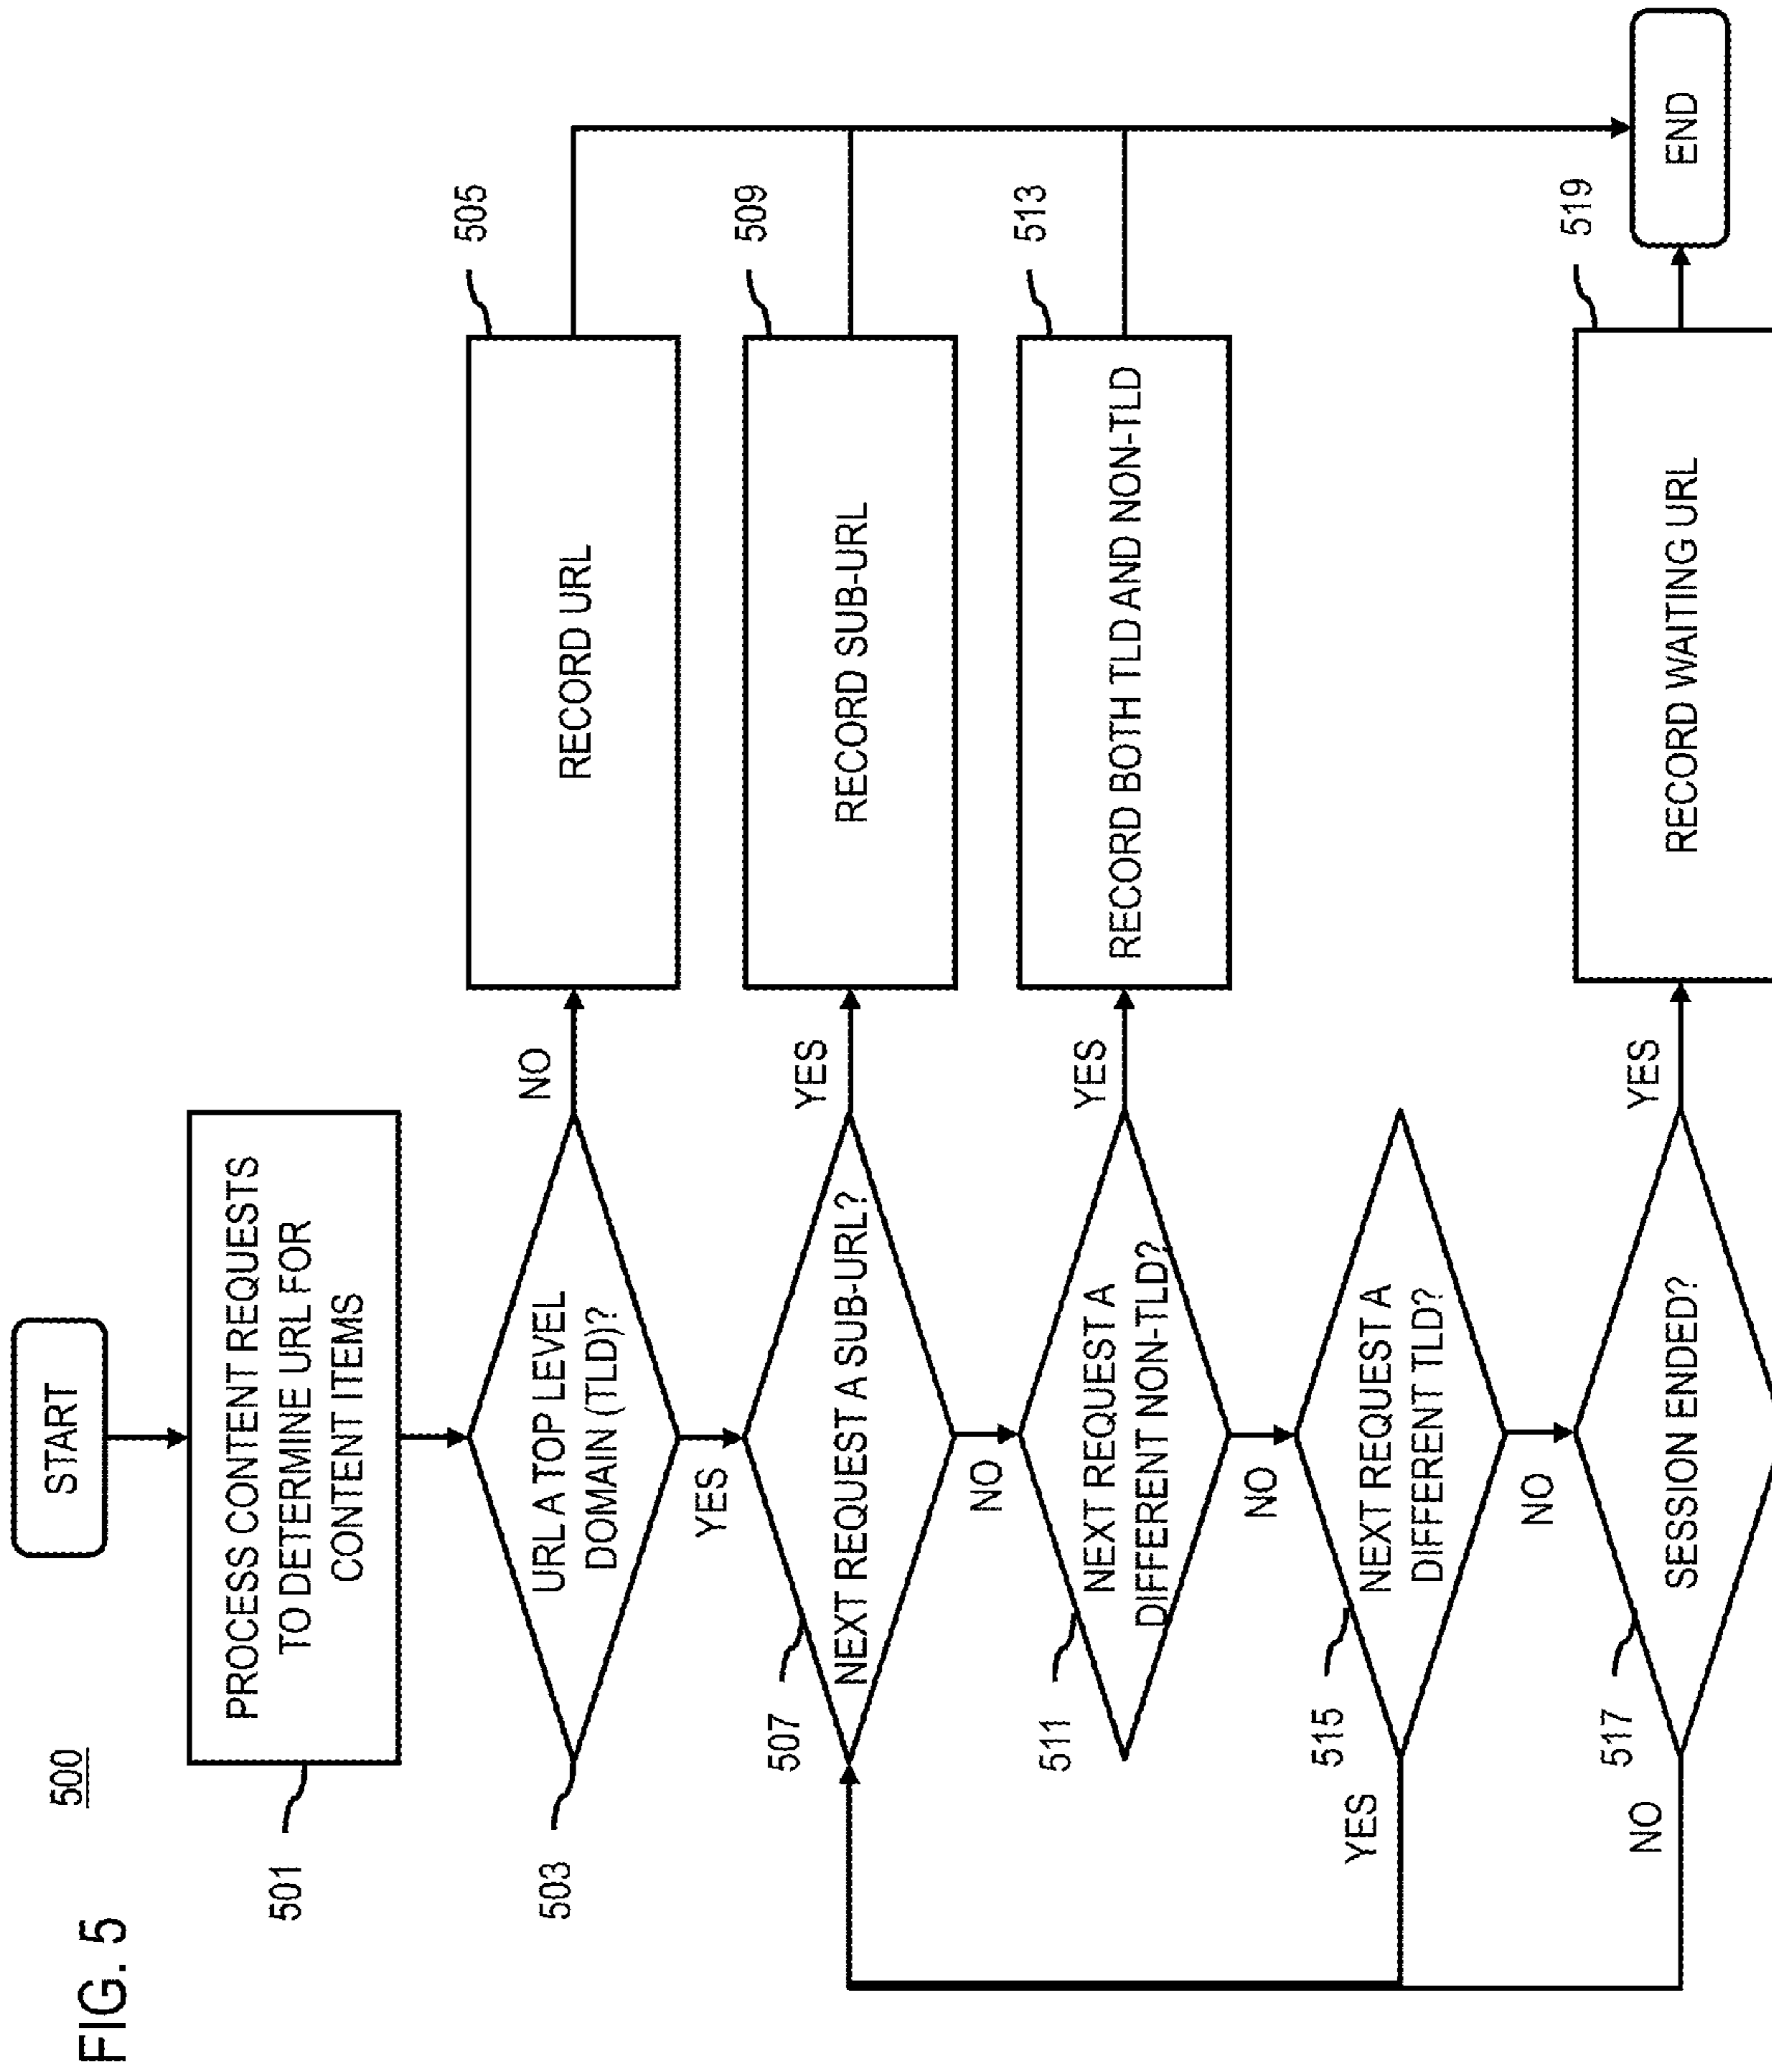 FIG. 5
500
START
501
PROCESS CONTENT REQUESTS
TO DETERMINE URL FOR
CONTENT ITEMS
503
URL A TOP LEVEL
DOMAIN (TLD)?
NO
505
RECORD URL
YES
507
NEXT REQUEST A SUB-URL?
YES
509
RECORD SUB-URL
NO
511
NEXT REQUEST A
DIFFERENT NON-TLD?
YES
513
RECORD BOTH TLD AND NON-TLD
NO
515
NEXT REQUEST A
DIFFERENT TLD?
YES
NO
517
SESSION ENDED?
NO
YES
519
RECORD WAITING URL
END